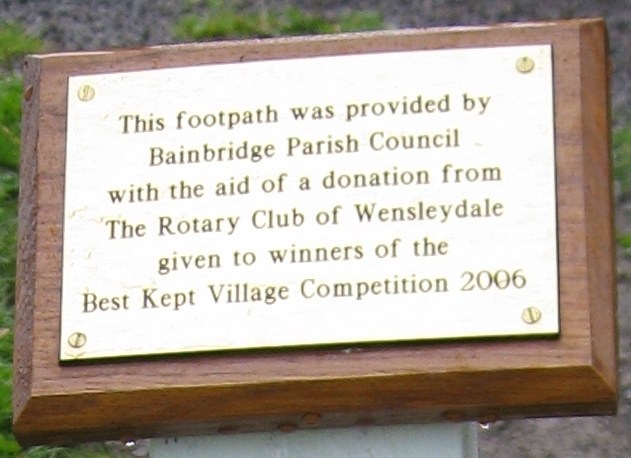 This footpath was provided by
Bainbridge Parish Council
with the aid of a donation from
The Rotary Club of Wensleydale
given to winners of the
Best Kept Village Competition 2006